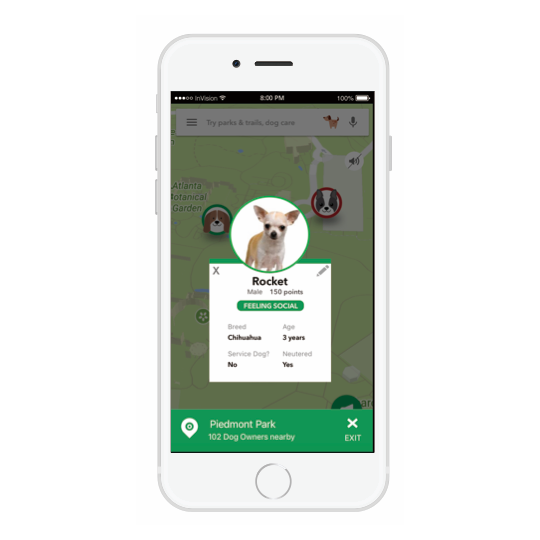 InVision
8:00 PM
100%
Try parks & trails, dog care
Atlanta
Botanical
Garden
X
Rocket
Male 150 points
FEELING SOCIAL
Breed Age
Chihuahua 3 years
Service Dog? Neutered
No Yes
Piedmont Park
102 Dog Owners nearby
EXIT